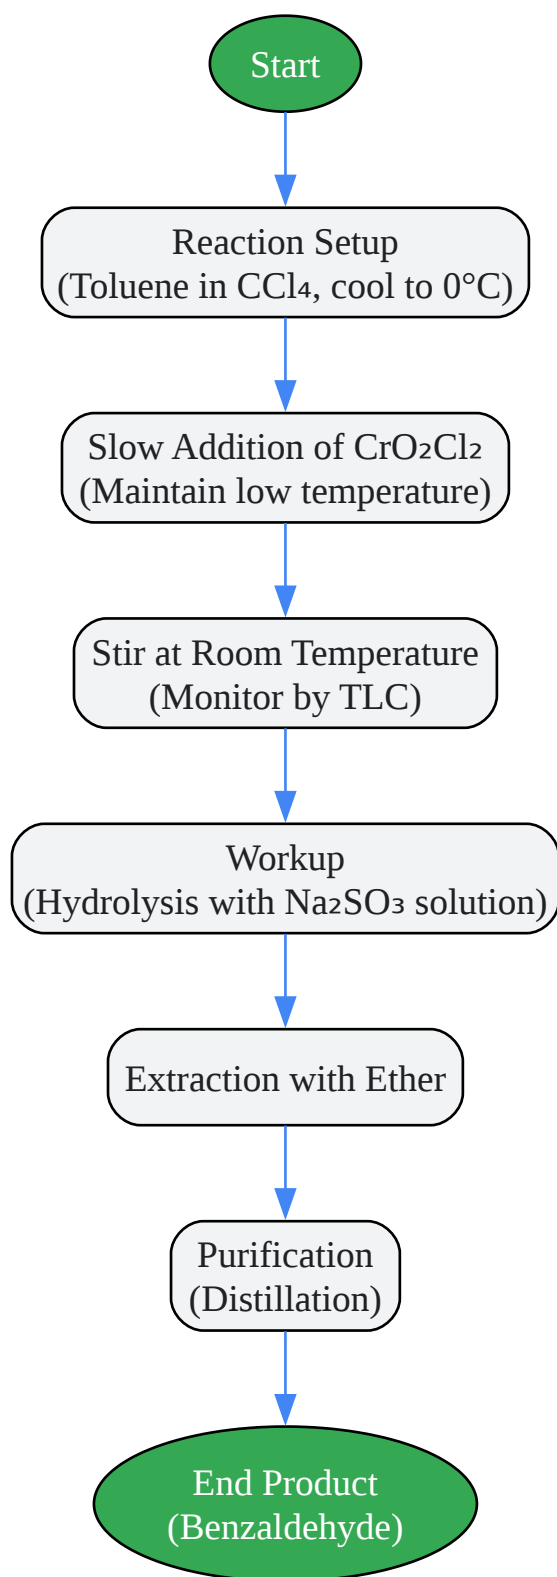 Start
Reaction Setup
(Toluene in CCl₄, cool to 0°C)
Slow Addition of CrO₂Cl₂
(Maintain low temperature)
Stir at Room Temperature
(Monitor by TLC)
Workup
(Hydrolysis with Na₂SO₃ solution)
Extraction with Ether
Purification
(Distillation)
End Product
(Benzaldehyde)